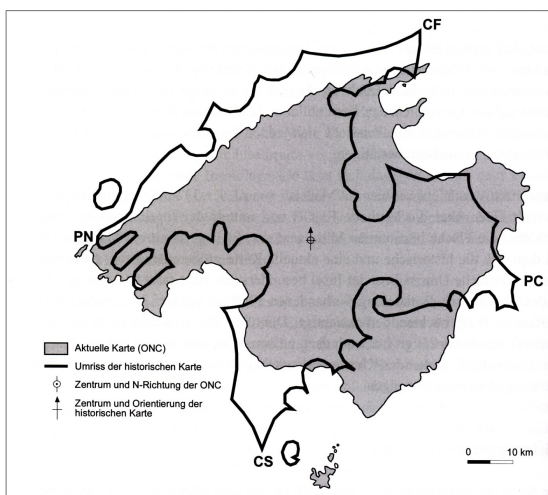 CF
PN
PC
Aktuelle Karte (ONC)
Umriss der historischen Karte
Zentrum und N-Richtung der ONC
Zentrum und Orientierung der
historischen Karte
CS
0 10 km